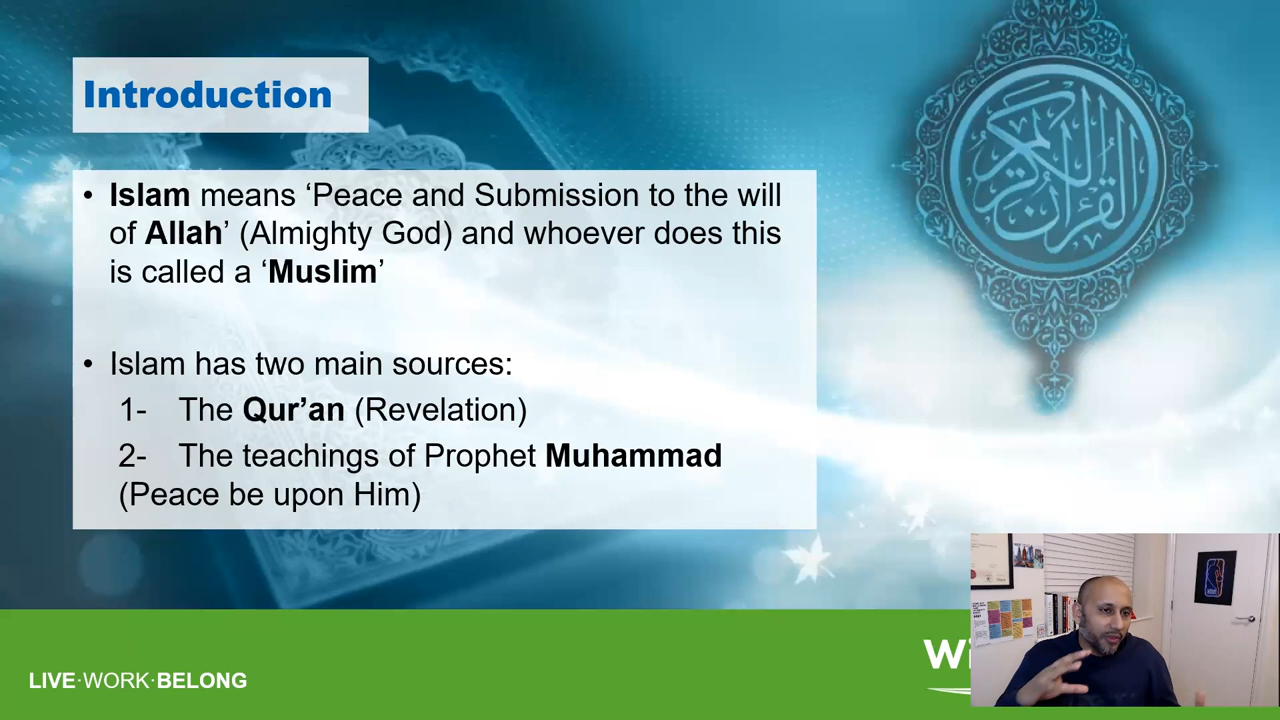 Introduction
• Islam means ‘Peace and Submission to the will
of Allah’ (Almighty God) and whoever does this
is called a ‘Muslim’
• Islam has two main sources:
1- The Qur’an (Revelation)
2- The teachings of Prophet Muhammad
(Peace be upon Him)
القرآن الكريم
LIVE·WORK·BELONG